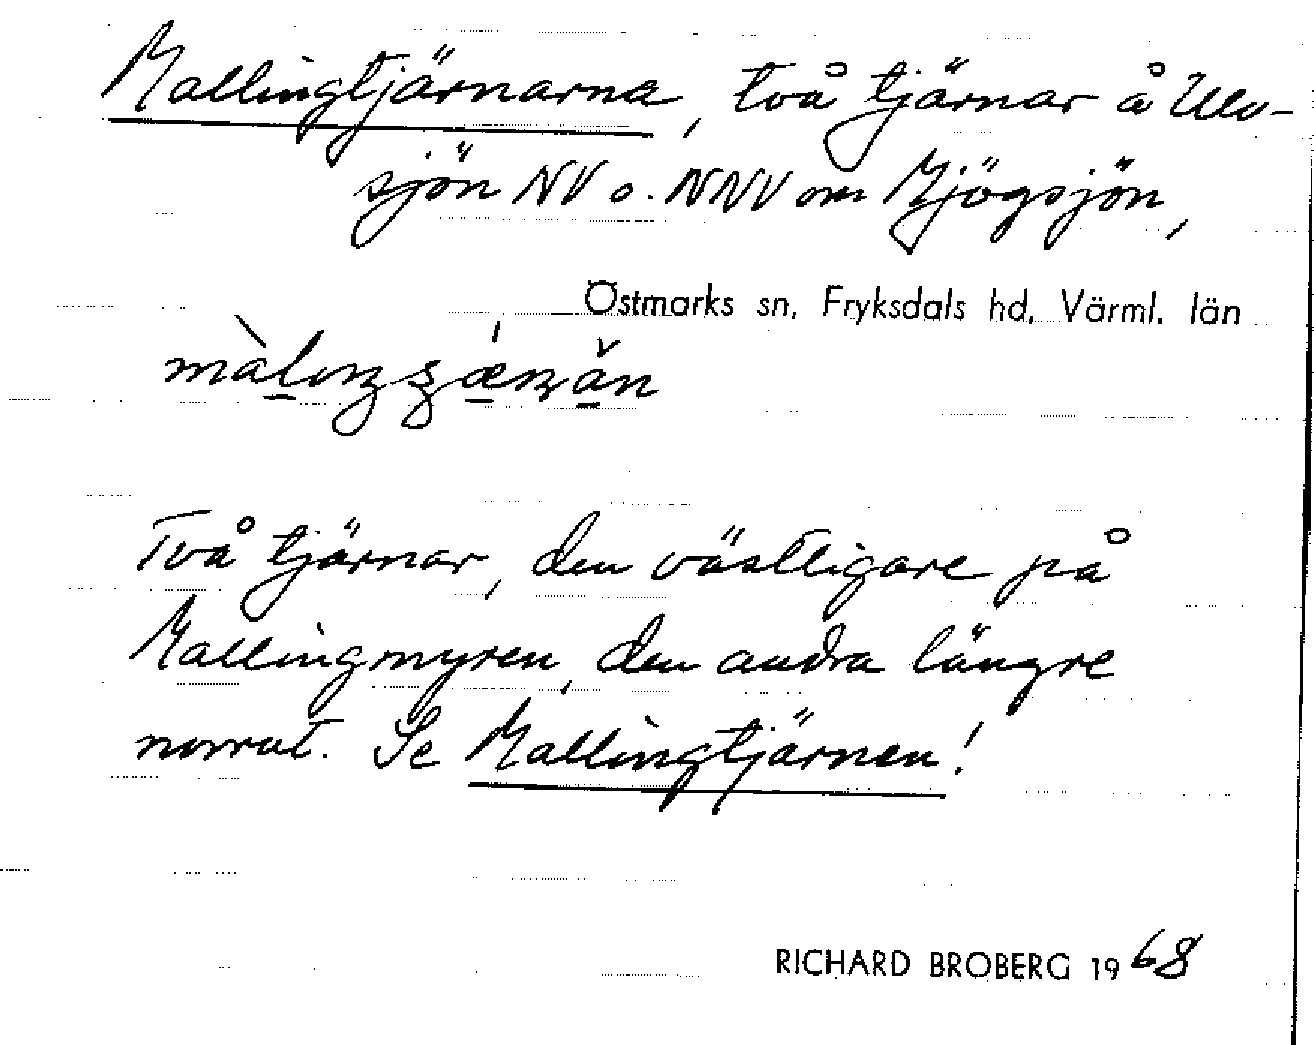 Mallingtjärnarna, två tjärnar å Ulv-
sjön NV o. NNV om Mjögsjön,
Östmarks sn, Fryksdals hd, Värml. län
Två tjärnar, den västligare på
Mallingmyren, den andra längre
norrut. Se Mallingtjärnen!
RICHARD BROBERG 1968